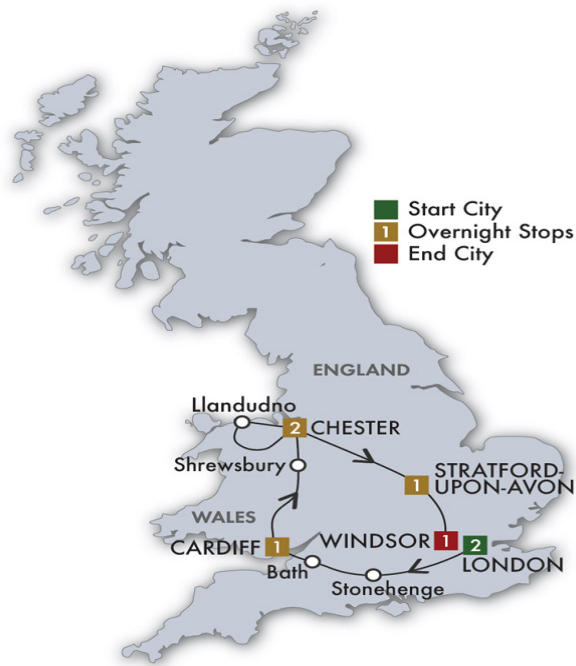 Start City
1 Overnight Stops
End City
ENGLAND
Llandudno
2 CHESTER
Shrewsbury
1 STRATFORD-
UPON-AVON
WALES
CARDIFF 1
WINDSOR 1
2
LONDON
Bath
Stonehenge